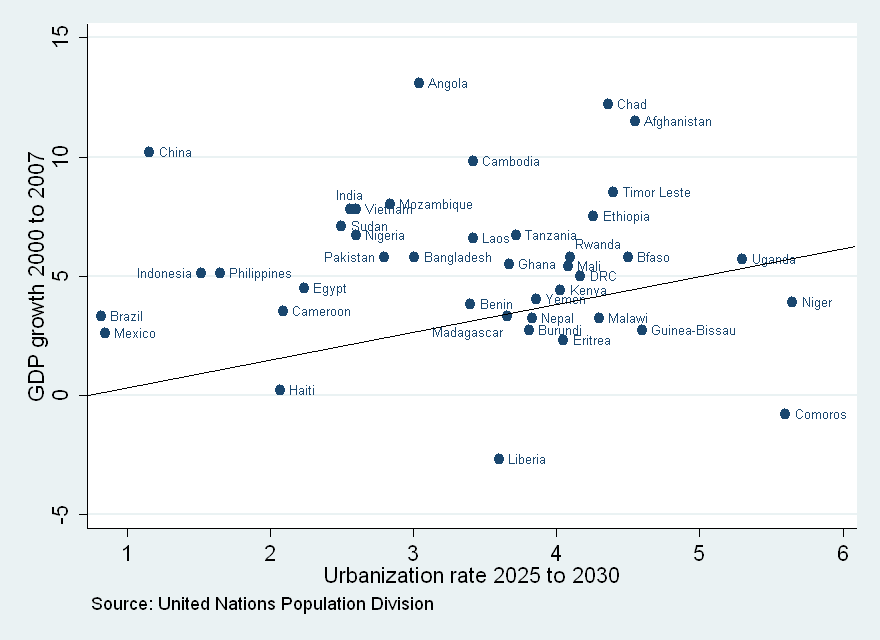 GDP growth 2000 to 2007
15
10
5
0
-5
Angola
Chad
Afghanistan
China
Cambodia
India
Timor Leste
Mozambique
Vietnam
Ethiopia
Sudan
Nigeria
Laos
Tanzania
Rwanda
Pakistan
Bangladesh
Bfaso
Uganda
Ghana
Mali
Indonesia
Philippines
DRC
Egypt
Kenya
Yemen
Niger
Benin
Cameroon
Brazil
Madagascar
Nepal
Malawi
Mexico
Burundi
Guinea-Bissau
Eritrea
Haiti
Comoros
Liberia
1 2 3 4 5 6
Urbanization rate 2025 to 2030
Source: United Nations Population Division